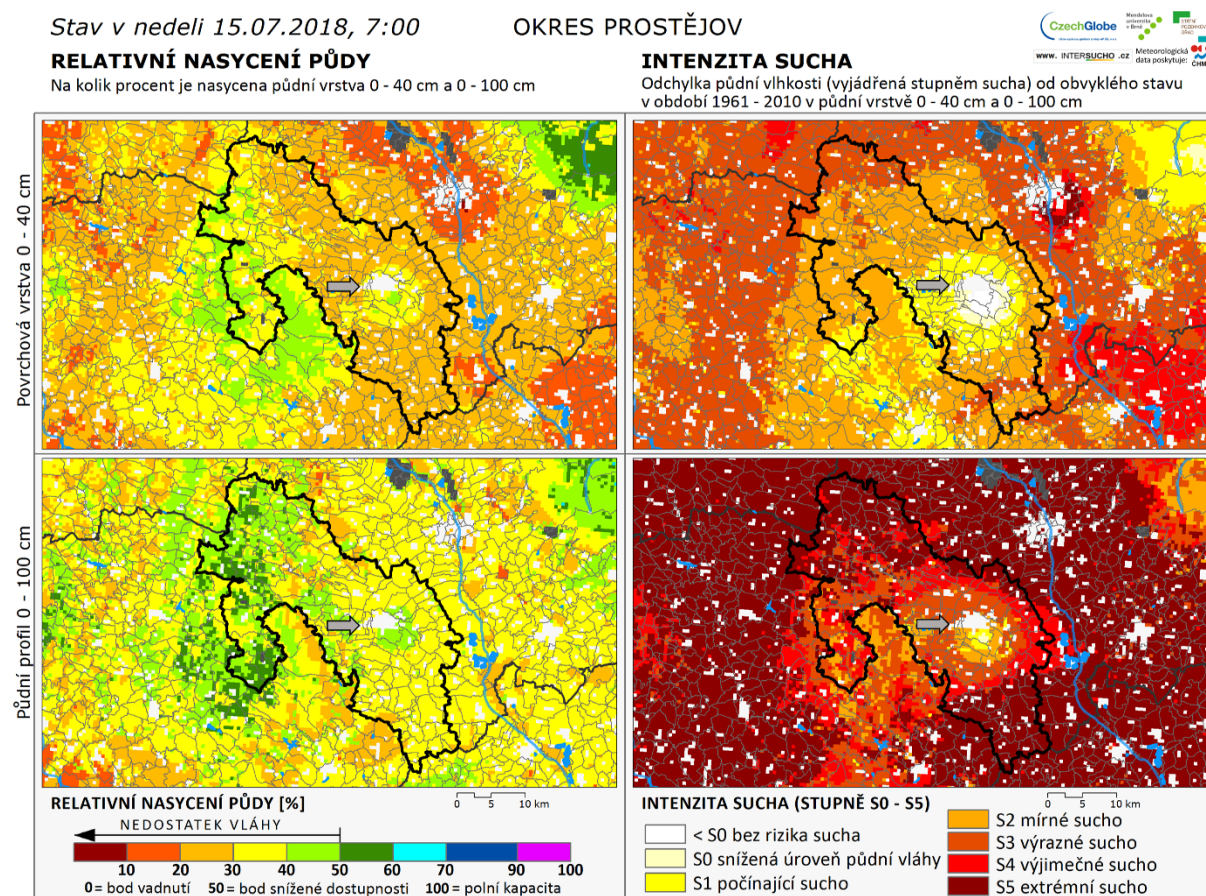 Stav v nedeli 15.07.2018, 7:00
OKRES PROSTĚJOV
CzechGlobe
Mendelova
univerzita
v Brně
www. INTERSUCHO .cz
Meteorologická
data poskytuje:
ČHMÚ
RELATIVNÍ NASYCENÍ PŮDY
Na kolik procent je nasycena půdní vrstva 0 - 40 cm a 0 - 100 cm
INTENZITA SUCHA
Odchylka půdní vlhkosti (vyjádřená stupněm sucha) od obvyklého stavu
v období 1961 - 2010 v půdní vrstvě 0 - 40 cm a 0 - 100 cm
Povrchová vrstva 0 - 40 cm
Půdní profil 0 - 100 cm
RELATIVNÍ NASYCENÍ PŮDY [%]
0 5 10 km
NEDOSTATEK VLÁHY
10 20 30 40 50 60 70 80 90 100
0= bod vadnutí 50 = bod snížené dostupnosti 100 = polní kapacita
INTENZITA SUCHA (STUPNĚ S0 - S5)
0 5 10 km
< S0 bez rizika sucha
S0 snížená úroveň půdní vláhy
S1 počínající sucho
S2 mírné sucho
S3 výrazné sucho
S4 výjimečné sucho
S5 extrémní sucho